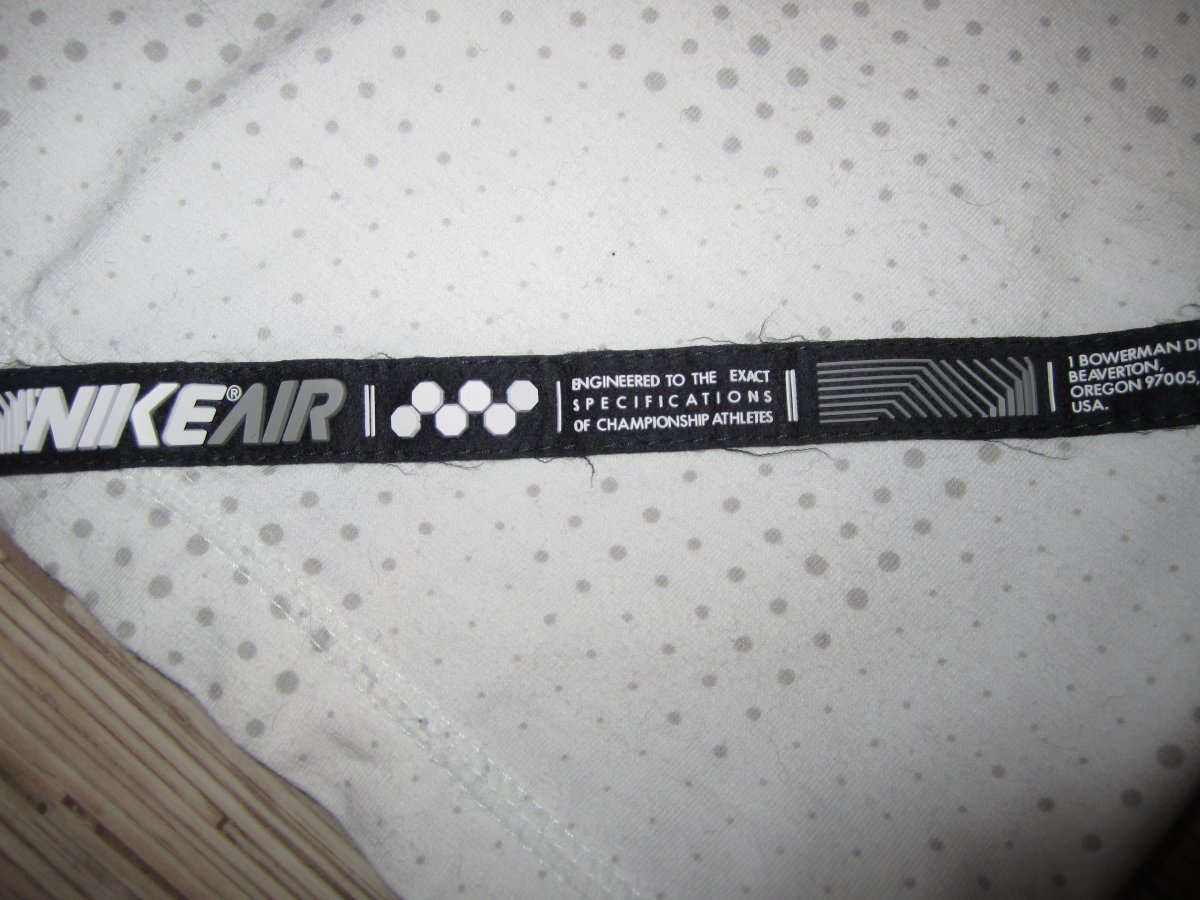 NIKE®AIR
ENGINEERED TO THE EXACT
SPECIFICATIONS
OF CHAMPIONSHIP ATHLETES
1 BOWERMAN
BEAVERTON,
OREGON 97005,
USA.